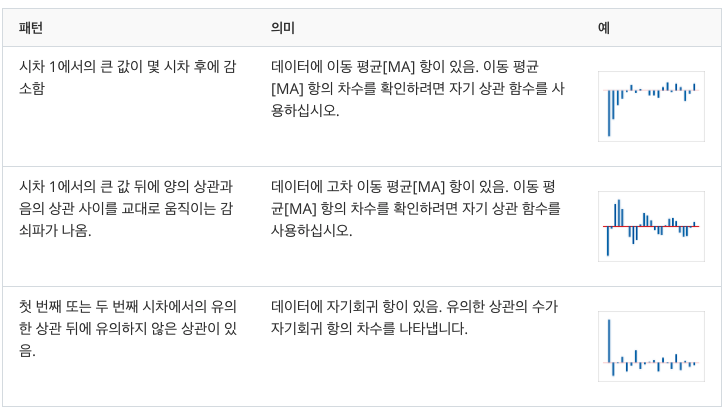 패턴
의미
예
시차 1에서의 큰 값이 몇 시차 후에 감
소함
데이터에 이동 평균[MA] 항이 있음. 이동 평균
[MA] 항의 차수를 확인하려면 자기 상관 함수를 사
용하십시오.
시차 1에서의 큰 값 뒤에 양의 상관과
음의 상관 사이를 교대로 움직이는 감
쇠파가 나옴.
데이터에 고차 이동 평균[MA] 항이 있음. 이동 평
균[MA] 항의 차수를 확인하려면 자기 상관 함수를
사용하십시오.
첫 번째 또는 두 번째 시차에서의 유의
한 상관 뒤에 유의하지 않은 상관이 있
음.
데이터에 자기회귀 항이 있음. 유의한 상관의 수가
자기회귀 항의 차수를 나타냅니다.